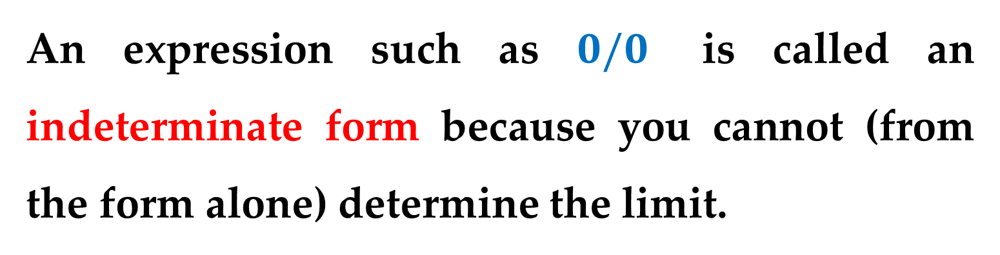 An expression such as 0/0 is called an
indeterminate form because you cannot (from
the form alone) determine the limit.